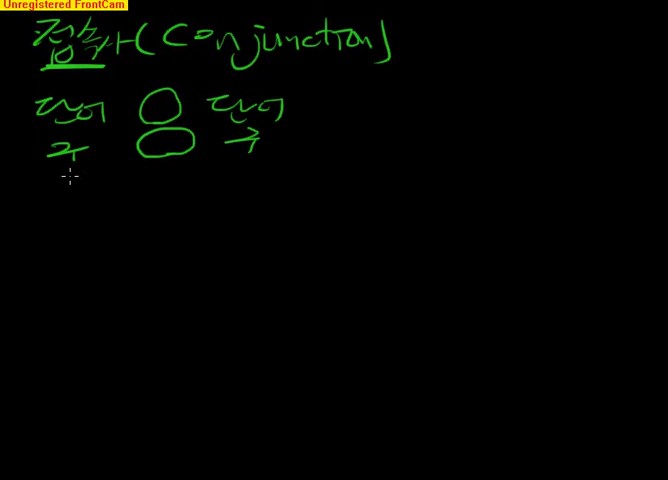 Unregistered FrontCam
접속사(Conjunction)
단어 단어
구 구